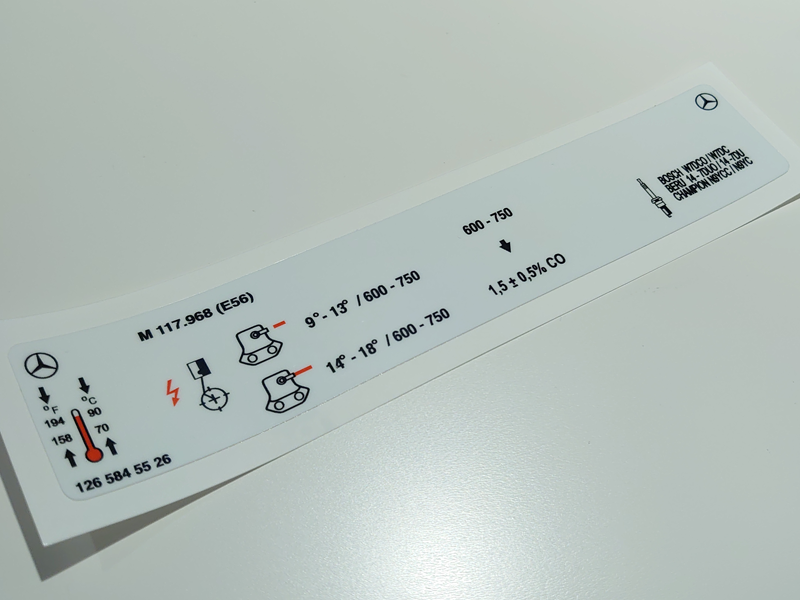 M 117.968 (E56)
9° - 13° / 600 - 750
14° - 18° / 600 - 750
600 - 750
1,5 ± 0,5% CO
BOSCH W7DCO / W7DC
BERU 14 - 7DUO / 14 - 7DU
CHAMPION N9YCC / N9YC
°F °C
194 90
158 70
126 584 55 26